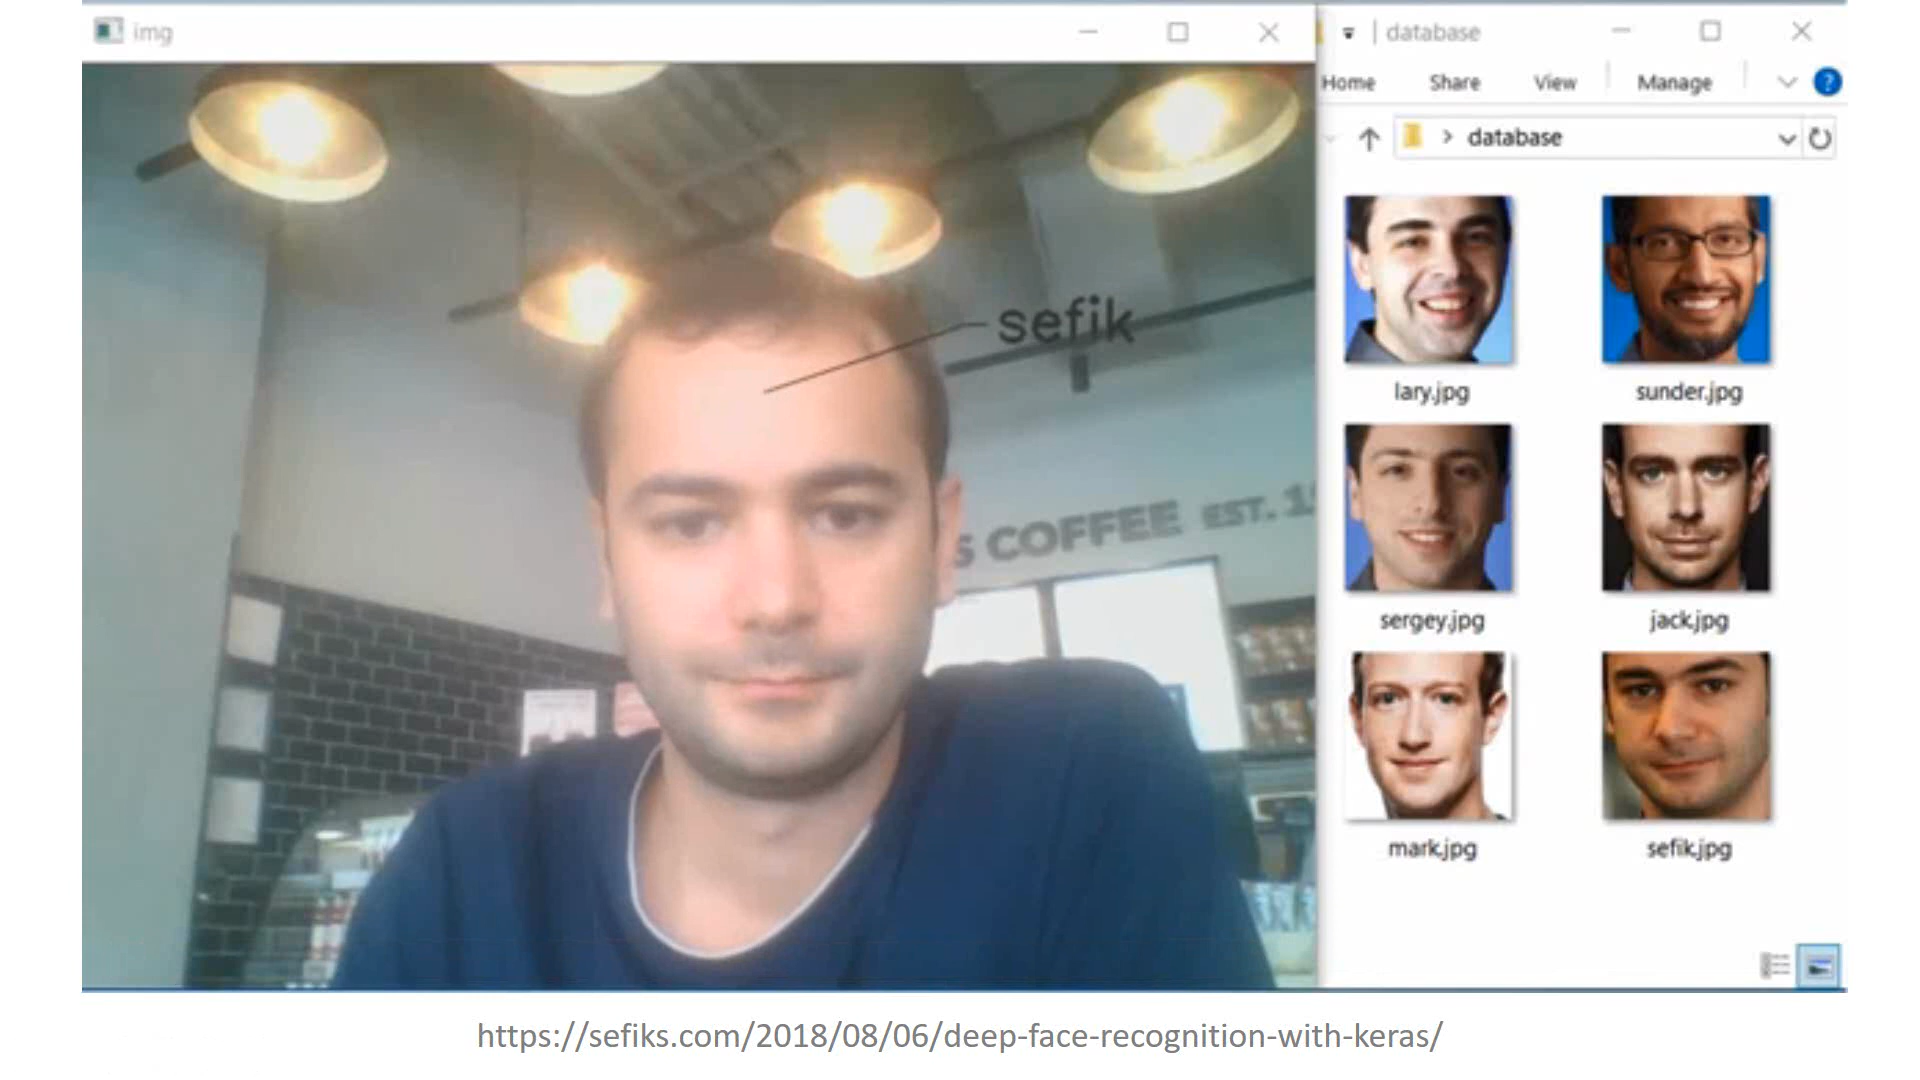 img
database
Home Share View Manage
database
sefik
COFFEE EST.
lary.jpg
sunder.jpg
sergey.jpg
jack.jpg
mark.jpg
sefik.jpg
https://sefiks.com/2018/08/06/deep-face-recognition-with-keras/